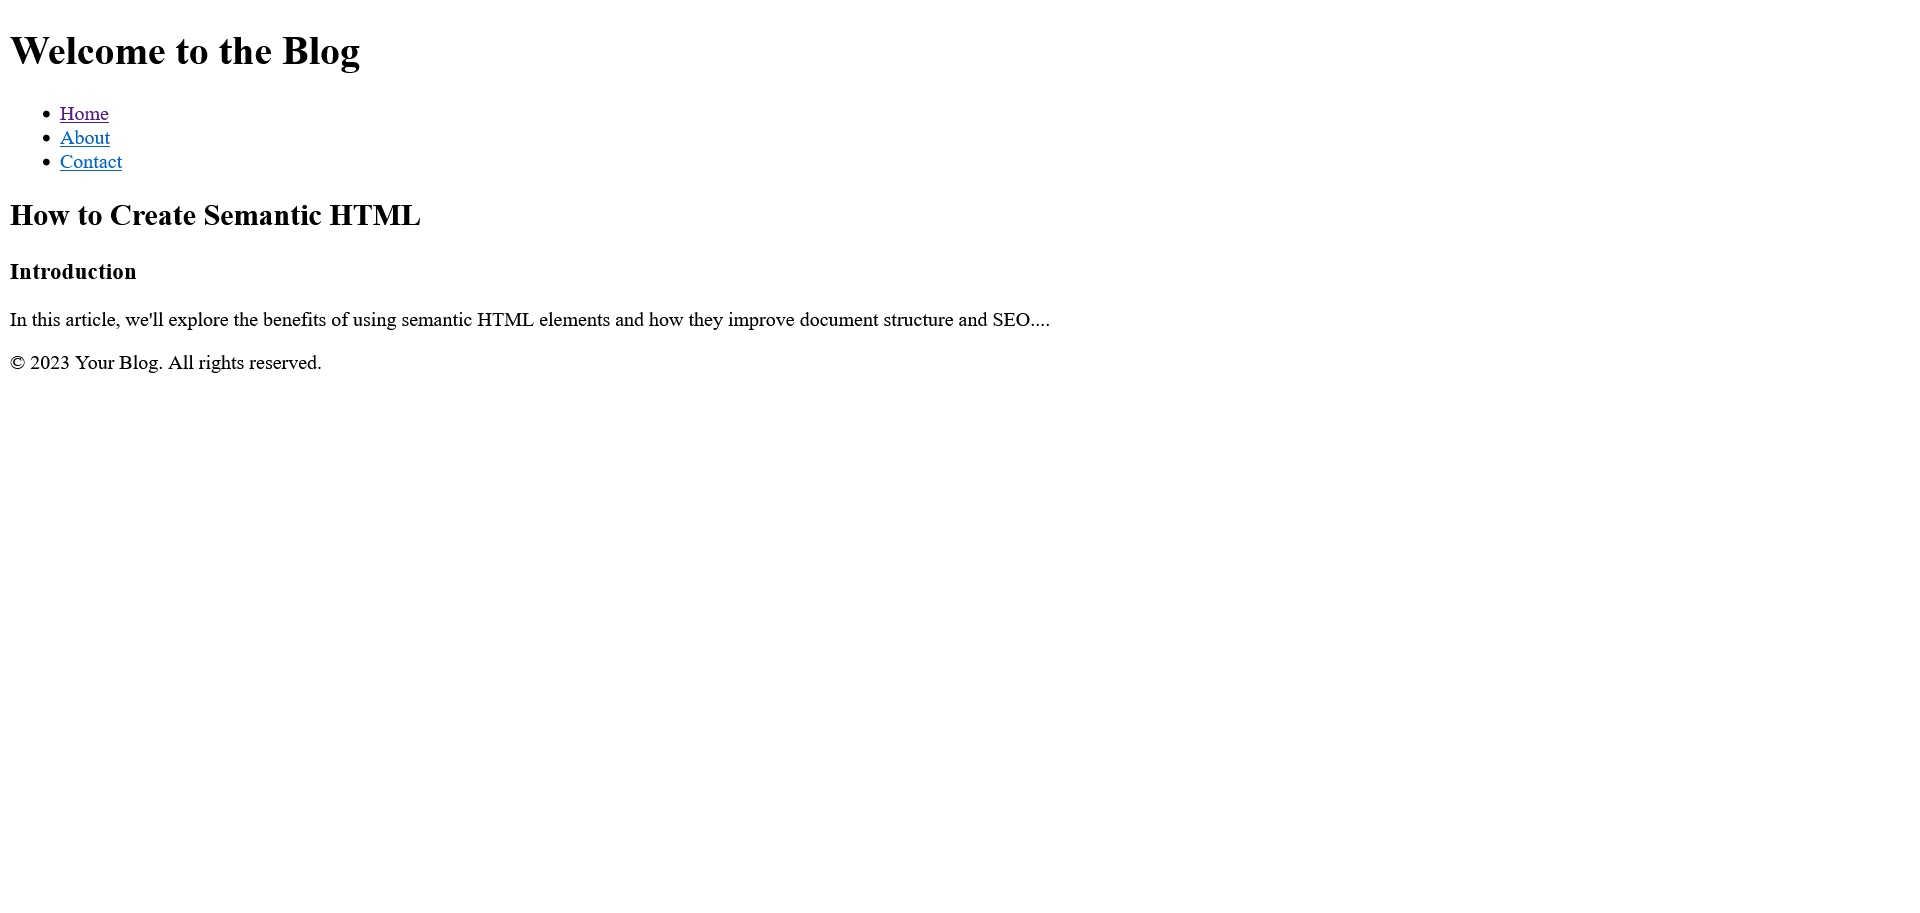 Welcome to the Blog
Home
About
Contact
How to Create Semantic HTML
Introduction
In this article, we'll explore the benefits of using semantic HTML elements and how they improve document structure and SEO....
© 2023 Your Blog. All rights reserved.